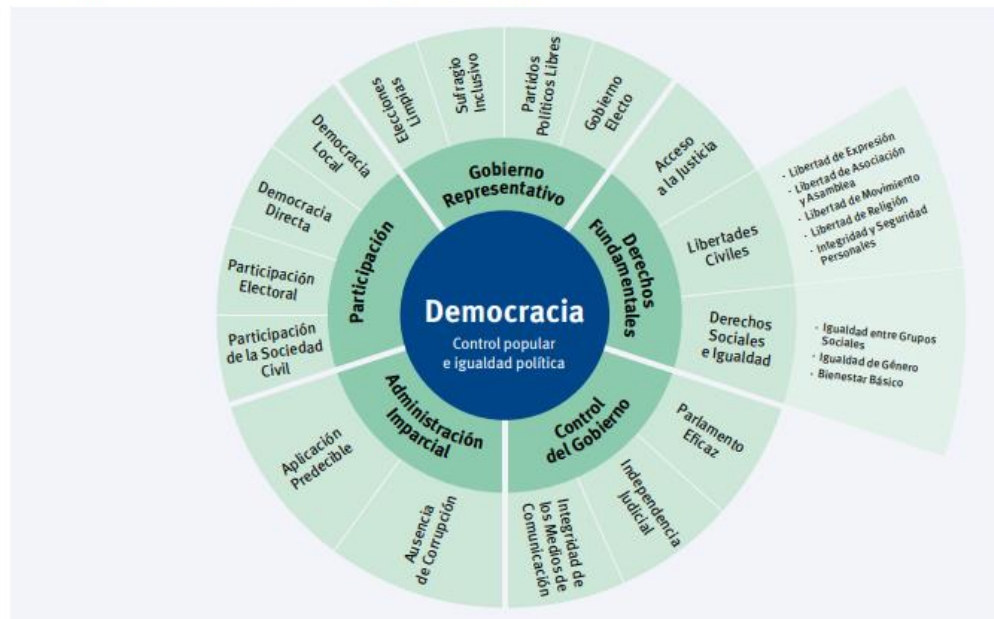 Democracia
Control popular
e igualdad política
Gobierno
Representativo
Elecciones
Limpias
Sufragio
Inclusivo
Partidos
Políticos Libres
Gobierno
Electo
Derechos
Fundamentales
Acceso
a la Justicia
Libertades
Civiles
· Libertad de Expresión
· Libertad de Asociación
y Asamblea
· Libertad de Movimiento
· Libertad de Religión
· Integridad y Seguridad
Personales
Derechos
Sociales
e Igualdad
· Igualdad entre Grupos
Sociales
· Igualdad de Género
· Bienestar Básico
Control
del Gobierno
Parlamento
Eficaz
Independencia
Judicial
Integridad de
los Medios de
Comunicación
Administración
Imparcial
Ausencia
de Corrupción
Aplicación
Predecible
Participación
Participación
de la Sociedad
Civil
Participación
Electoral
Democracia
Directa
Democracia
Local